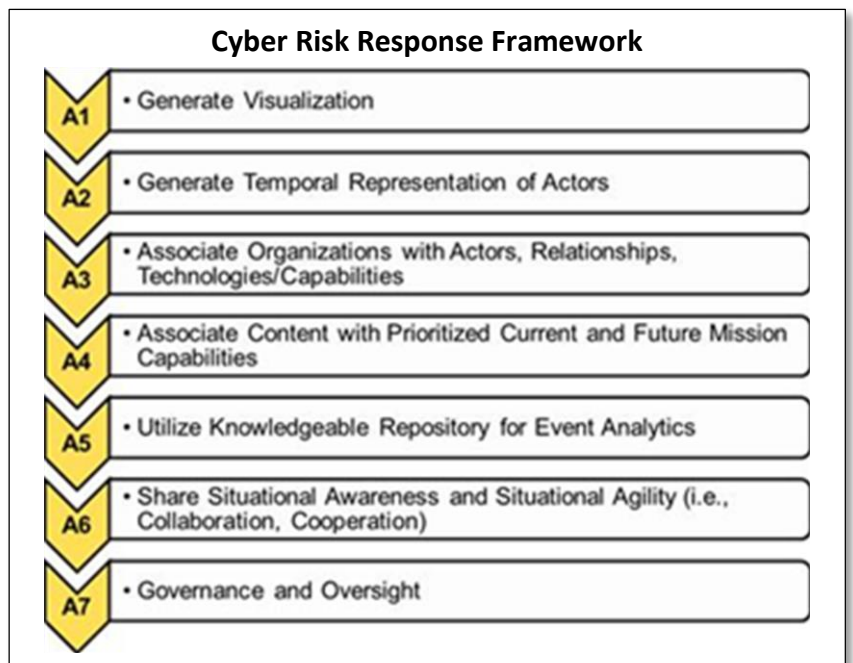 Cyber Risk Response Framework
A1
• Generate Visualization
A2
• Generate Temporal Representation of Actors
A3
• Associate Organizations with Actors, Relationships,
Technologies/Capabilities
A4
• Associate Content with Prioritized Current and Future Mission
Capabilities
A5
• Utilize Knowledgeable Repository for Event Analytics
A6
• Share Situational Awareness and Situational Agility (i.e.,
Collaboration, Cooperation)
A7
• Governance and Oversight